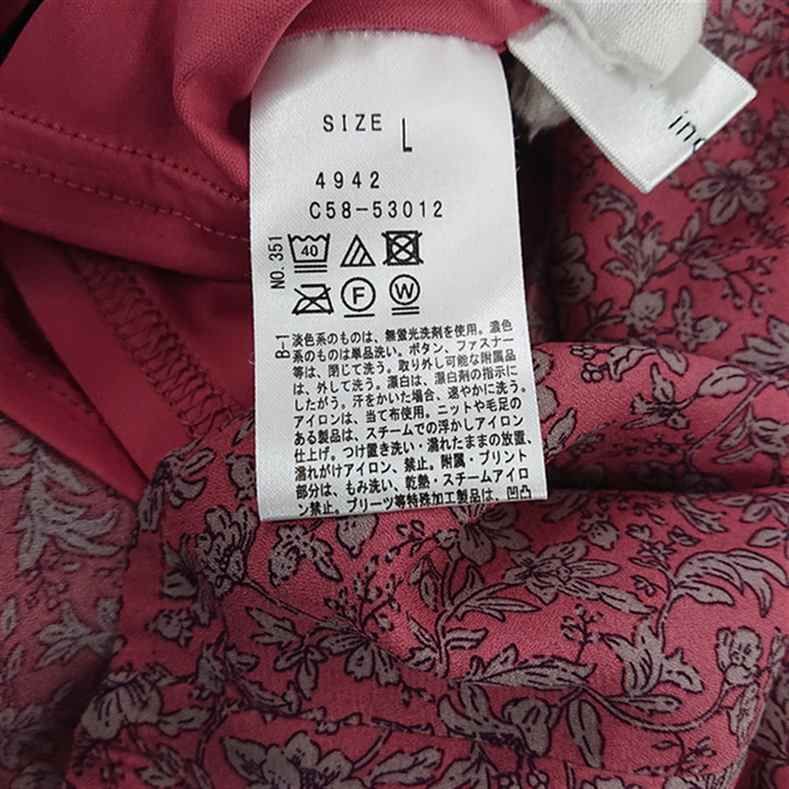 SIZE L
4942
C58-53012
NO.351
40
F W
B-1
淡色系のものは、無蛍光洗剤を使用。濃色
系のものは単品洗い。ボタン、ファスナー
等は、閉じて洗う。取り外し可能な附属品
は、外して洗う。漂白は、漂白剤の指示に
したがう。汗をかいた場合、速やかに洗う。
アイロンは、当て布使用。ニットや毛足の
ある製品は、スチームでの浮かしアイロン
仕上げ。つけ置き洗い・濡れたままの放置、
濡れがけアイロン、禁止。附属・プリント
部分は、もみ洗い、乾熱・スチームアイロ
ン禁止。プリーツ等特殊加工製品は、凹凸